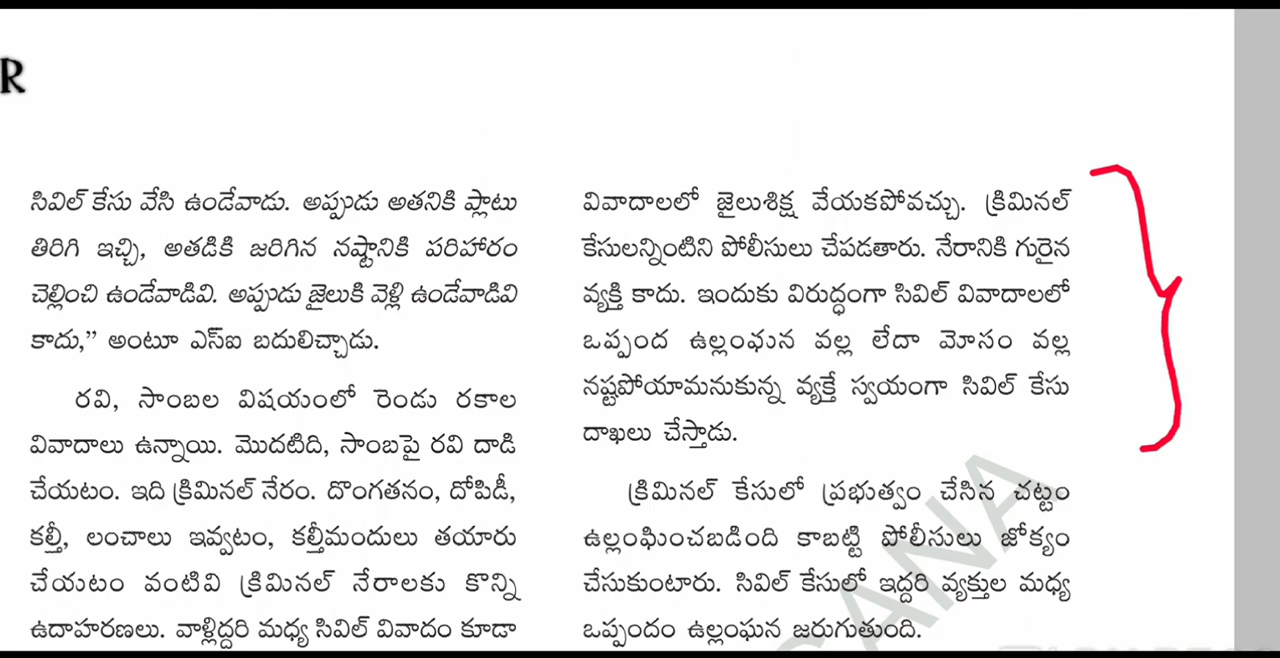 R
సివిల్ కేసు వేసి ఉండేవాడు. అప్పుడు అతనికి ప్లాటు
తిరిగి ఇచ్చి, అతడికి జరిగిన నష్టానికి పరిహారం
చెల్లించి ఉండేవాడివి. అప్పుడు జైలుకి వెళ్లి ఉండేవాడివి
కాదు,” అంటూ ఎస్ఐ బదులిచ్చాడు.
రవి, సాంబల విషయంలో రెండు రకాల
వివాదాలు ఉన్నాయి. మొదటిది, సాంబపై రవి దాడి
చేయటం. ఇది క్రిమినల్ నేరం. దొంగతనం, దోపిడీ,
కల్తీ, లంచాలు ఇవ్వటం, కల్తీమందులు తయారు
చేయటం వంటివి క్రిమినల్ నేరాలకు కొన్ని
ఉదాహరణలు. వాళ్లిద్దరి మధ్య సివిల్ వివాదం కూడా
వివాదాలలో జైలుశిక్ష వేయకపోవచ్చు. క్రిమినల్
కేసులన్నింటిని పోలీసులు చేపడతారు. నేరానికి గురైన
వ్యక్తి కాదు. ఇందుకు విరుద్ధంగా సివిల్ వివాదాలలో
ఒప్పంద ఉల్లంఘన వల్ల లేదా మోసం వల్ల
నష్టపోయామనుకున్న వ్యక్తే స్వయంగా సివిల్ కేసు
దాఖలు చేస్తాడు.
క్రిమినల్ కేసులో ప్రభుత్వం చేసిన చట్టం
ఉల్లంఘించబడింది కాబట్టి పోలీసులు జోక్యం
చేసుకుంటారు. సివిల్ కేసులో ఇద్దరి వ్యక్తుల మధ్య
ఒప్పందం ఉల్లంఘన జరుగుతుంది.
GANA